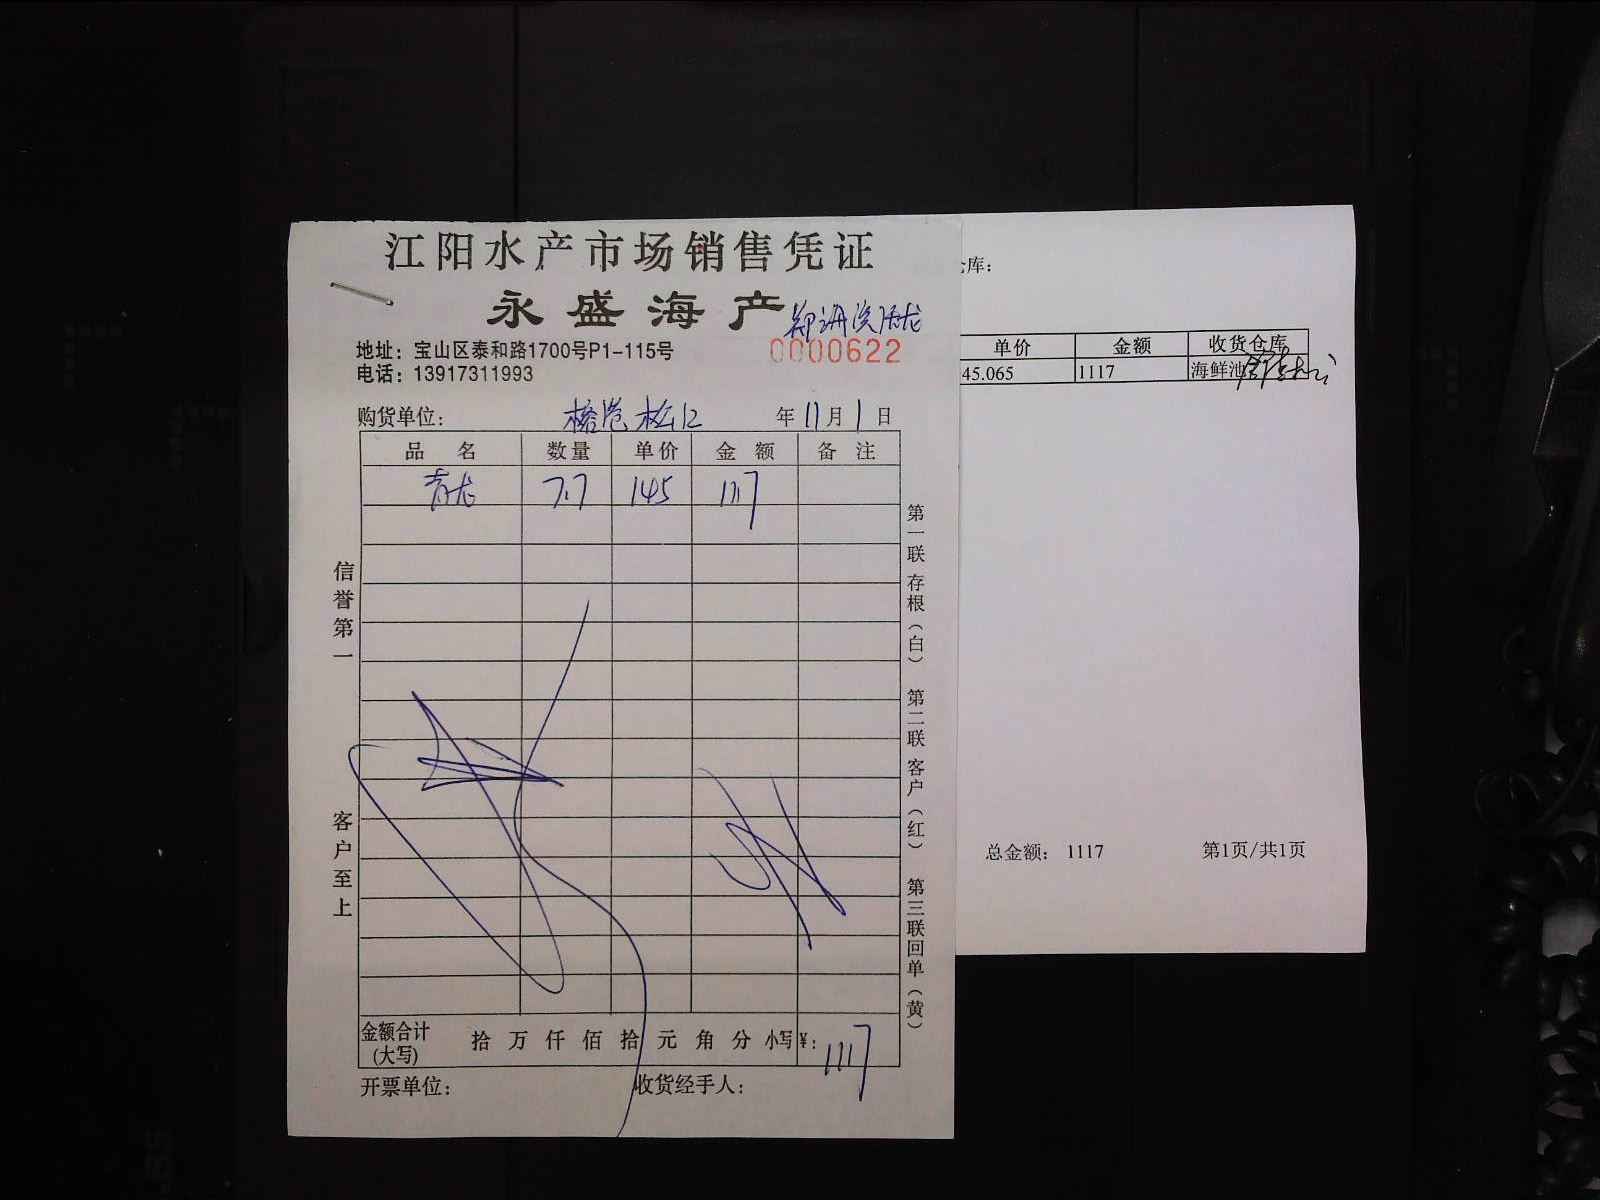 江阳水产市场销售凭证
永盛海产
0000622
地址：宝山区泰和路1700号P1-115号
电话：13917311993
购货单位： 榕港 松江 年 11 月 1 日
品名 数量 单价 金额 备注
青龙 7.7 145 1117
信誉第一 客户至上
第一联 存根（白） 第二联 客户（红） 第三联 回单（黄）
金额合计(大写) 拾 万 仟 佰 拾 元 角 分 小写¥： 1117
开票单位： 收货经手人：
库：
单价 金额 收货仓库
45.065 1117 海鲜池
总金额： 1117 第1页/共1页